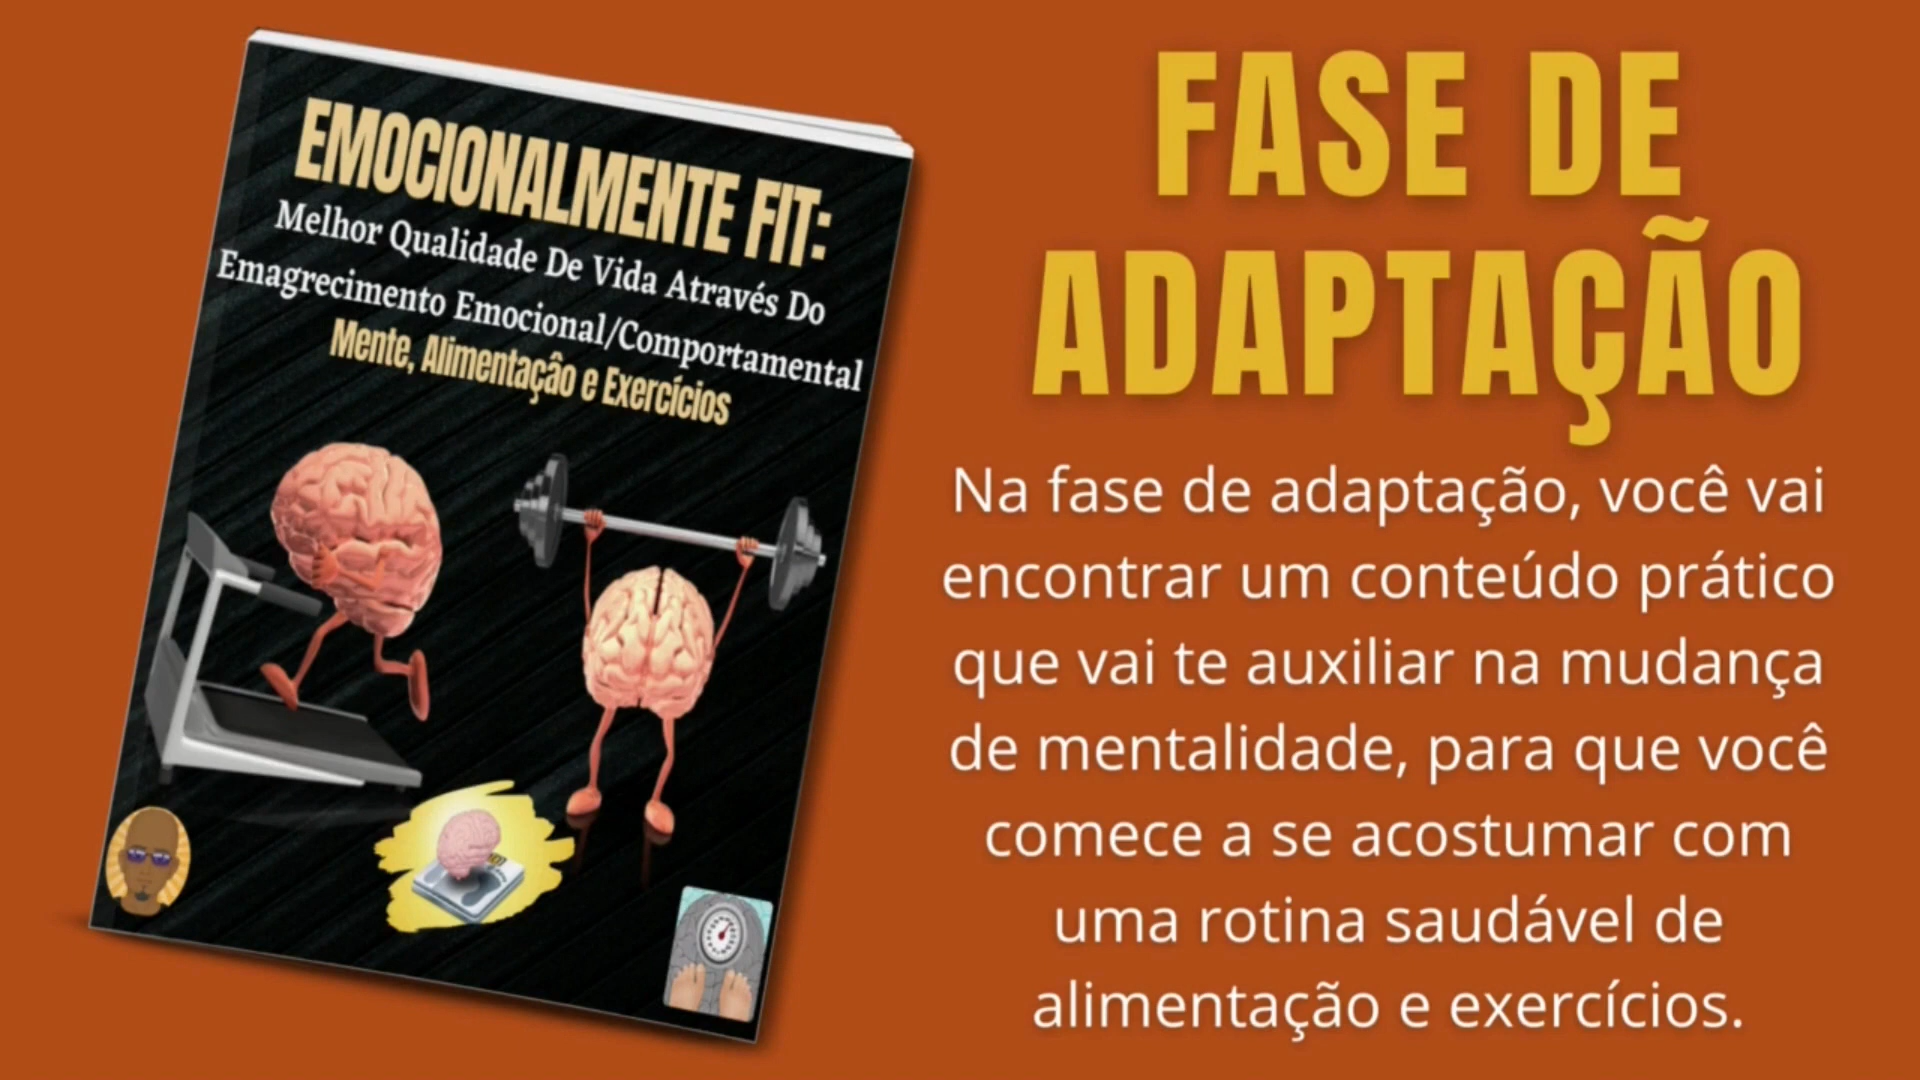 EMOCIONALMENTE FIT:
Melhor Qualidade De Vida Através Do
Emagrecimento Emocional/Comportamental
Mente, Alimentação e Exercícios
FASE DE
ADAPTAÇÃO
Na fase de adaptação, você vai
encontrar um conteúdo prático
que vai te auxiliar na mudança
de mentalidade, para que você
comece a se acostumar com
uma rotina saudável de
alimentação e exercícios.